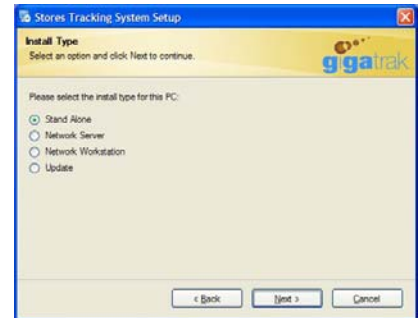 Stores Tracking System Setup
Install Type
Select an option and click Next to continue.
gigatrak
Please select the install type for this PC:
Stand Alone
Network Server
Network Workstation
Update
< Back
Next >
Cancel